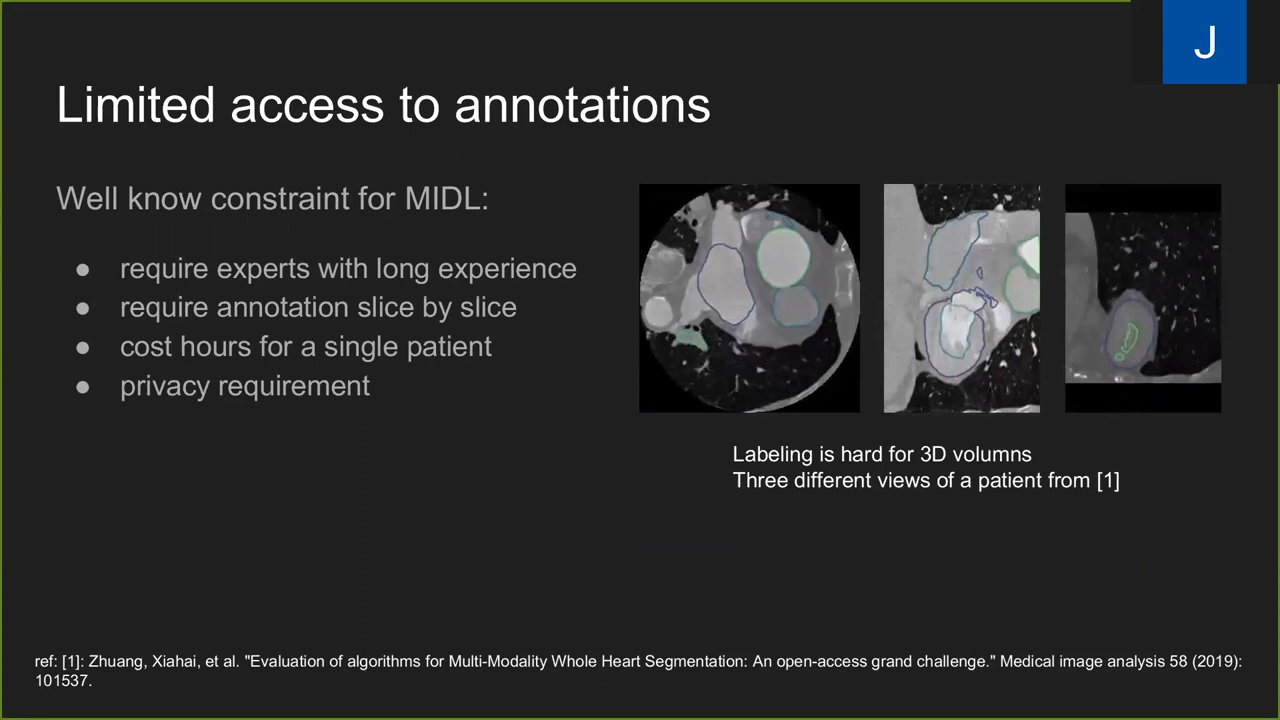 J
Limited access to annotations
Well know constraint for MIDL:
● require experts with long experience
● require annotation slice by slice
● cost hours for a single patient
● privacy requirement
Labeling is hard for 3D volumns
Three different views of a patient from [1]
ref: [1]: Zhuang, Xiahai, et al. "Evaluation of algorithms for Multi-Modality Whole Heart Segmentation: An open-access grand challenge." Medical image analysis 58 (2019):
101537.